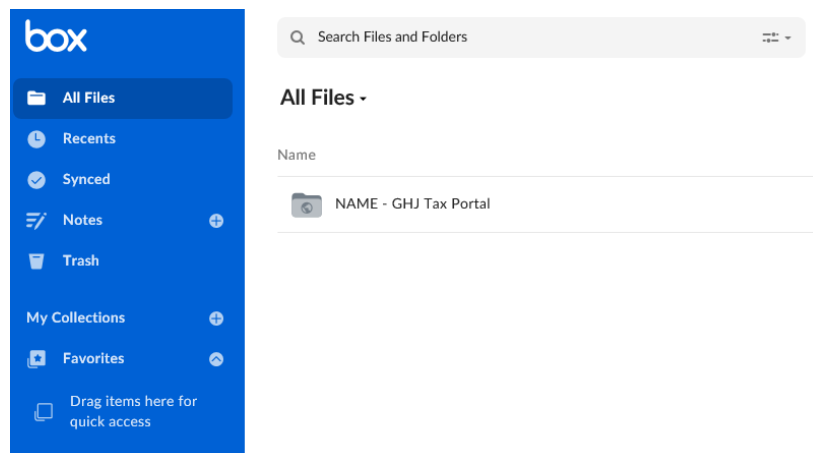 box
All Files
Recents
Synced
Notes
Trash
My Collections
Favorites
Drag items here for
quick access
Search Files and Folders
All Files
Name
NAME - GHJ Tax Portal